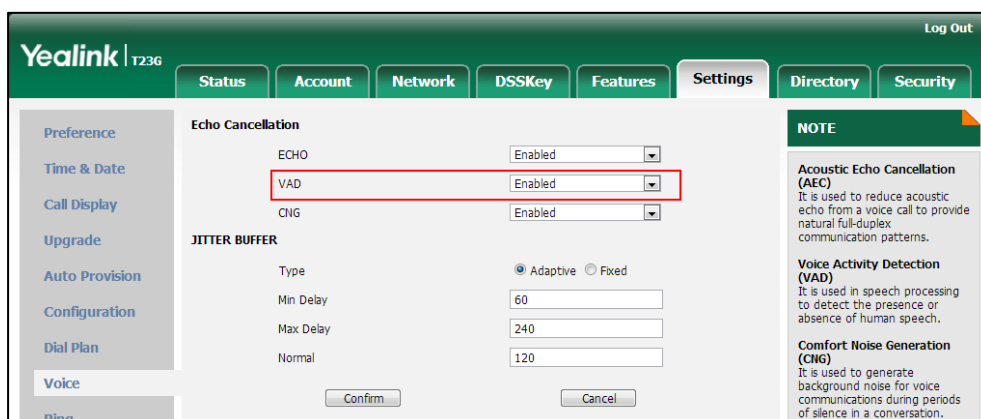 Log Out
Yealink T23G
Status Account Network DSSKey Features Settings Directory Security
Preference
Time & Date
Call Display
Upgrade
Auto Provision
Configuration
Dial Plan
Voice
Ring
Echo Cancellation
ECHO Enabled
VAD Enabled
CNG Enabled
JITTER BUFFER
Type Adaptive Fixed
Min Delay 60
Max Delay 240
Normal 120
Confirm Cancel
NOTE
Acoustic Echo Cancellation
(AEC)
It is used to reduce acoustic
echo from a voice call to provide
natural full-duplex
communication patterns.
Voice Activity Detection
(VAD)
It is used in speech processing
to detect the presence or
absence of human speech.
Comfort Noise Generation
(CNG)
It is used to generate
background noise for voice
communications during periods
of silence in a conversation.